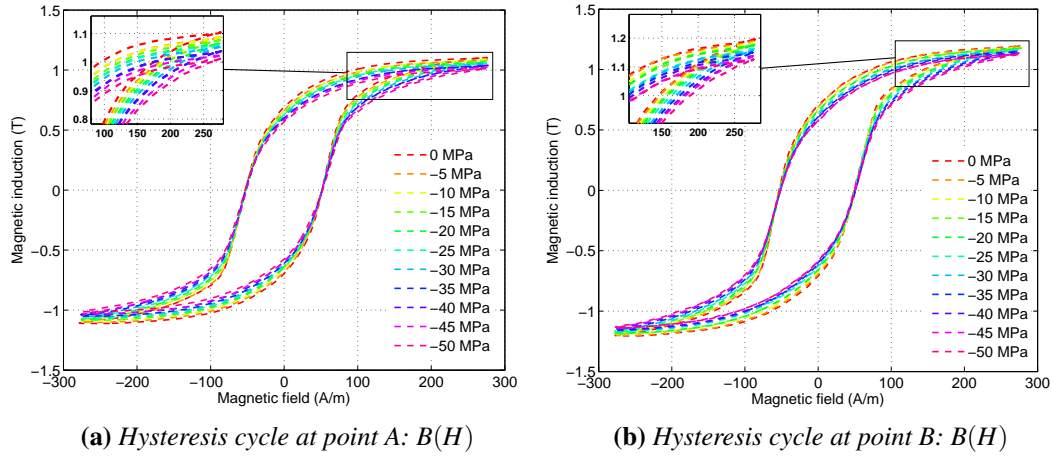 1.5
1
0.5
0
−0.5
−1
−1.5
Magnetic induction (T)
1.1
1
0.9
0.8
100 150 200 250
0 MPa
−5 MPa
−10 MPa
−15 MPa
−20 MPa
−25 MPa
−30 MPa
−35 MPa
−40 MPa
−45 MPa
−50 MPa
−300 −200 −100 0 100 200 300
Magnetic field (A/m)
(a) Hysteresis cycle at point A: B(H)
1.5
1
0.5
0
−0.5
−1
−1.5
Magnetic induction (T)
1.2
1.1
1
150 200 250
0 MPa
−5 MPa
−10 MPa
−15 MPa
−20 MPa
−25 MPa
−30 MPa
−35 MPa
−40 MPa
−45 MPa
−50 MPa
−300 −200 −100 0 100 200 300
Magnetic field (A/m)
(b) Hysteresis cycle at point B: B(H)